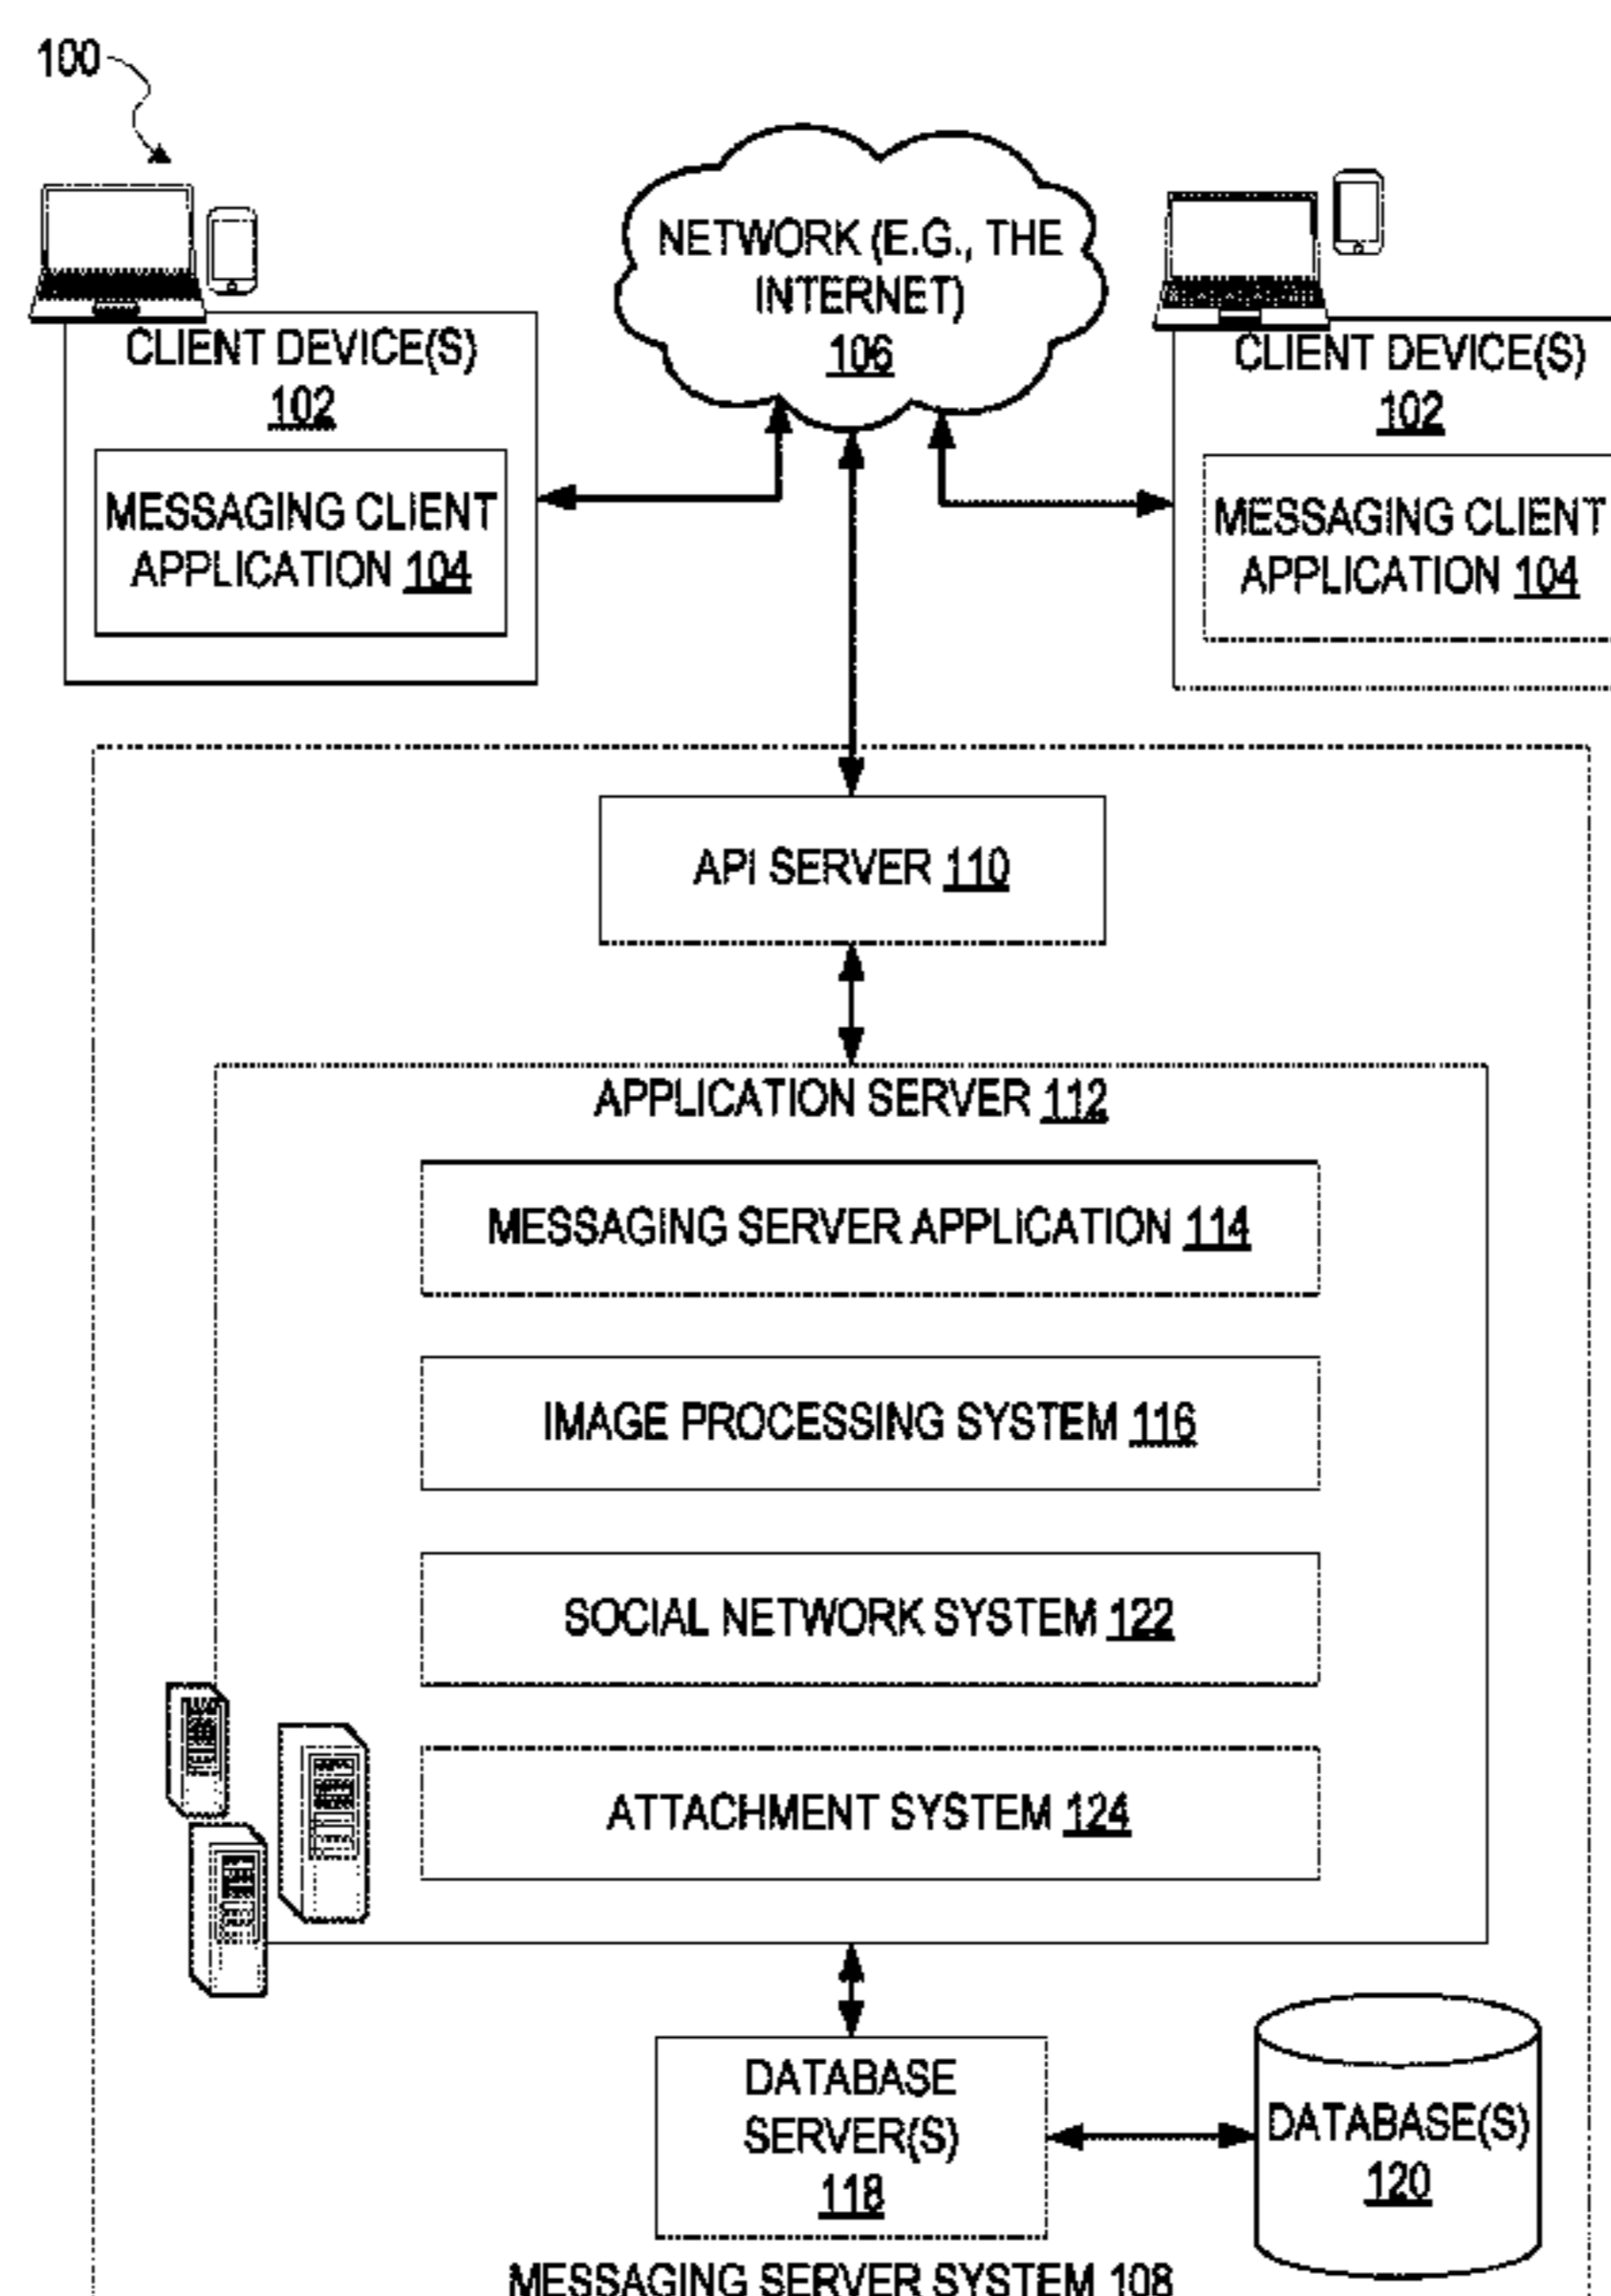 100
NETWORK (E.G., THE
INTERNET)
106
CLIENT DEVICE(S)
102
MESSAGING CLIENT
APPLICATION 104
CLIENT DEVICE(S)
102
MESSAGING CLIENT
APPLICATION 104
API SERVER 110
APPLICATION SERVER 112
MESSAGING SERVER APPLICATION 114
IMAGE PROCESSING SYSTEM 116
SOCIAL NETWORK SYSTEM 122
ATTACHMENT SYSTEM 124
DATABASE
SERVER(S)
118
DATABASE(S)
120
MESSAGING SERVER SYSTEM 108